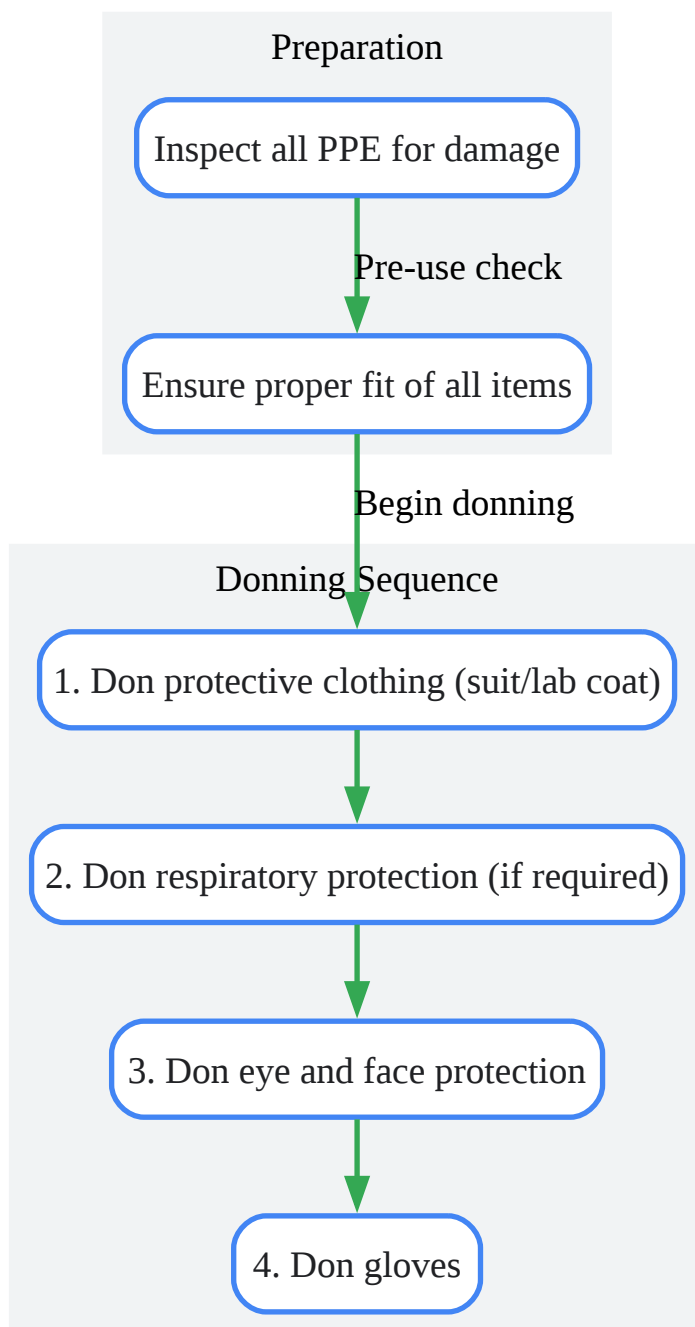 Preparation
Inspect all PPE for damage
Pre-use check
Ensure proper fit of all items
Begin donning
Donning Sequence
1. Don protective clothing (suit/lab coat)
2. Don respiratory protection (if required)
3. Don eye and face protection
4. Don gloves